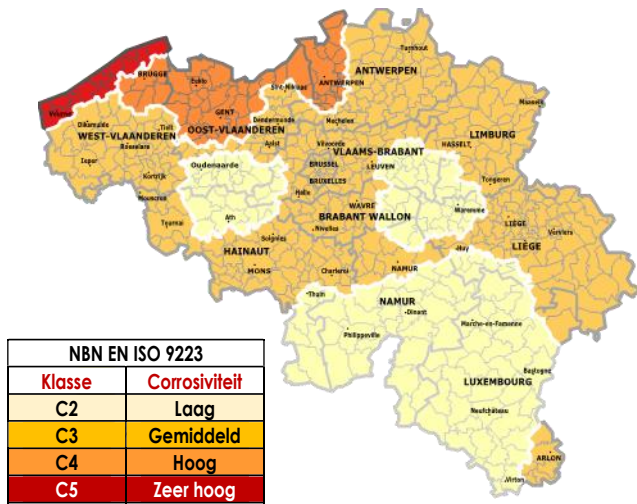 Turnhout
BRUGGE
Eeklo
ANTWERPEN
Sint-Niklaas
ANTWERPEN
Veurne
GENT
Maaseik
Diksmuide
Tielt
Dendermonde
Mechelen
WEST-VLAANDEREN
OOST-VLAANDEREN
LIMBURG
Roeselare
Aalst
Vilvoorde
VLAAMS-BRABANT
HASSELT
Ieper
Oudenaarde
BRUSSEL
LEUVEN
Kortrijk
BRUXELLES
Tongeren
Mouscron
Halle
WAVRE
Waremme
Tournai
Ath
BRABANT WALLON
LIÈGE
Verviers
Nivelles
Soignies
LIÈGE
HAINAUT
Huy
MONS
Charleroi
NAMUR
Thuin
NAMUR
Dinant
Philippeville
Marche-en-Famenne
Bastogne
LUXEMBOURG
Neufchâteau
ARLON
Virton
NBN EN ISO 9223
Klasse Corrosiviteit
C2 Laag
C3 Gemiddeld
C4 Hoog
C5 Zeer hoog